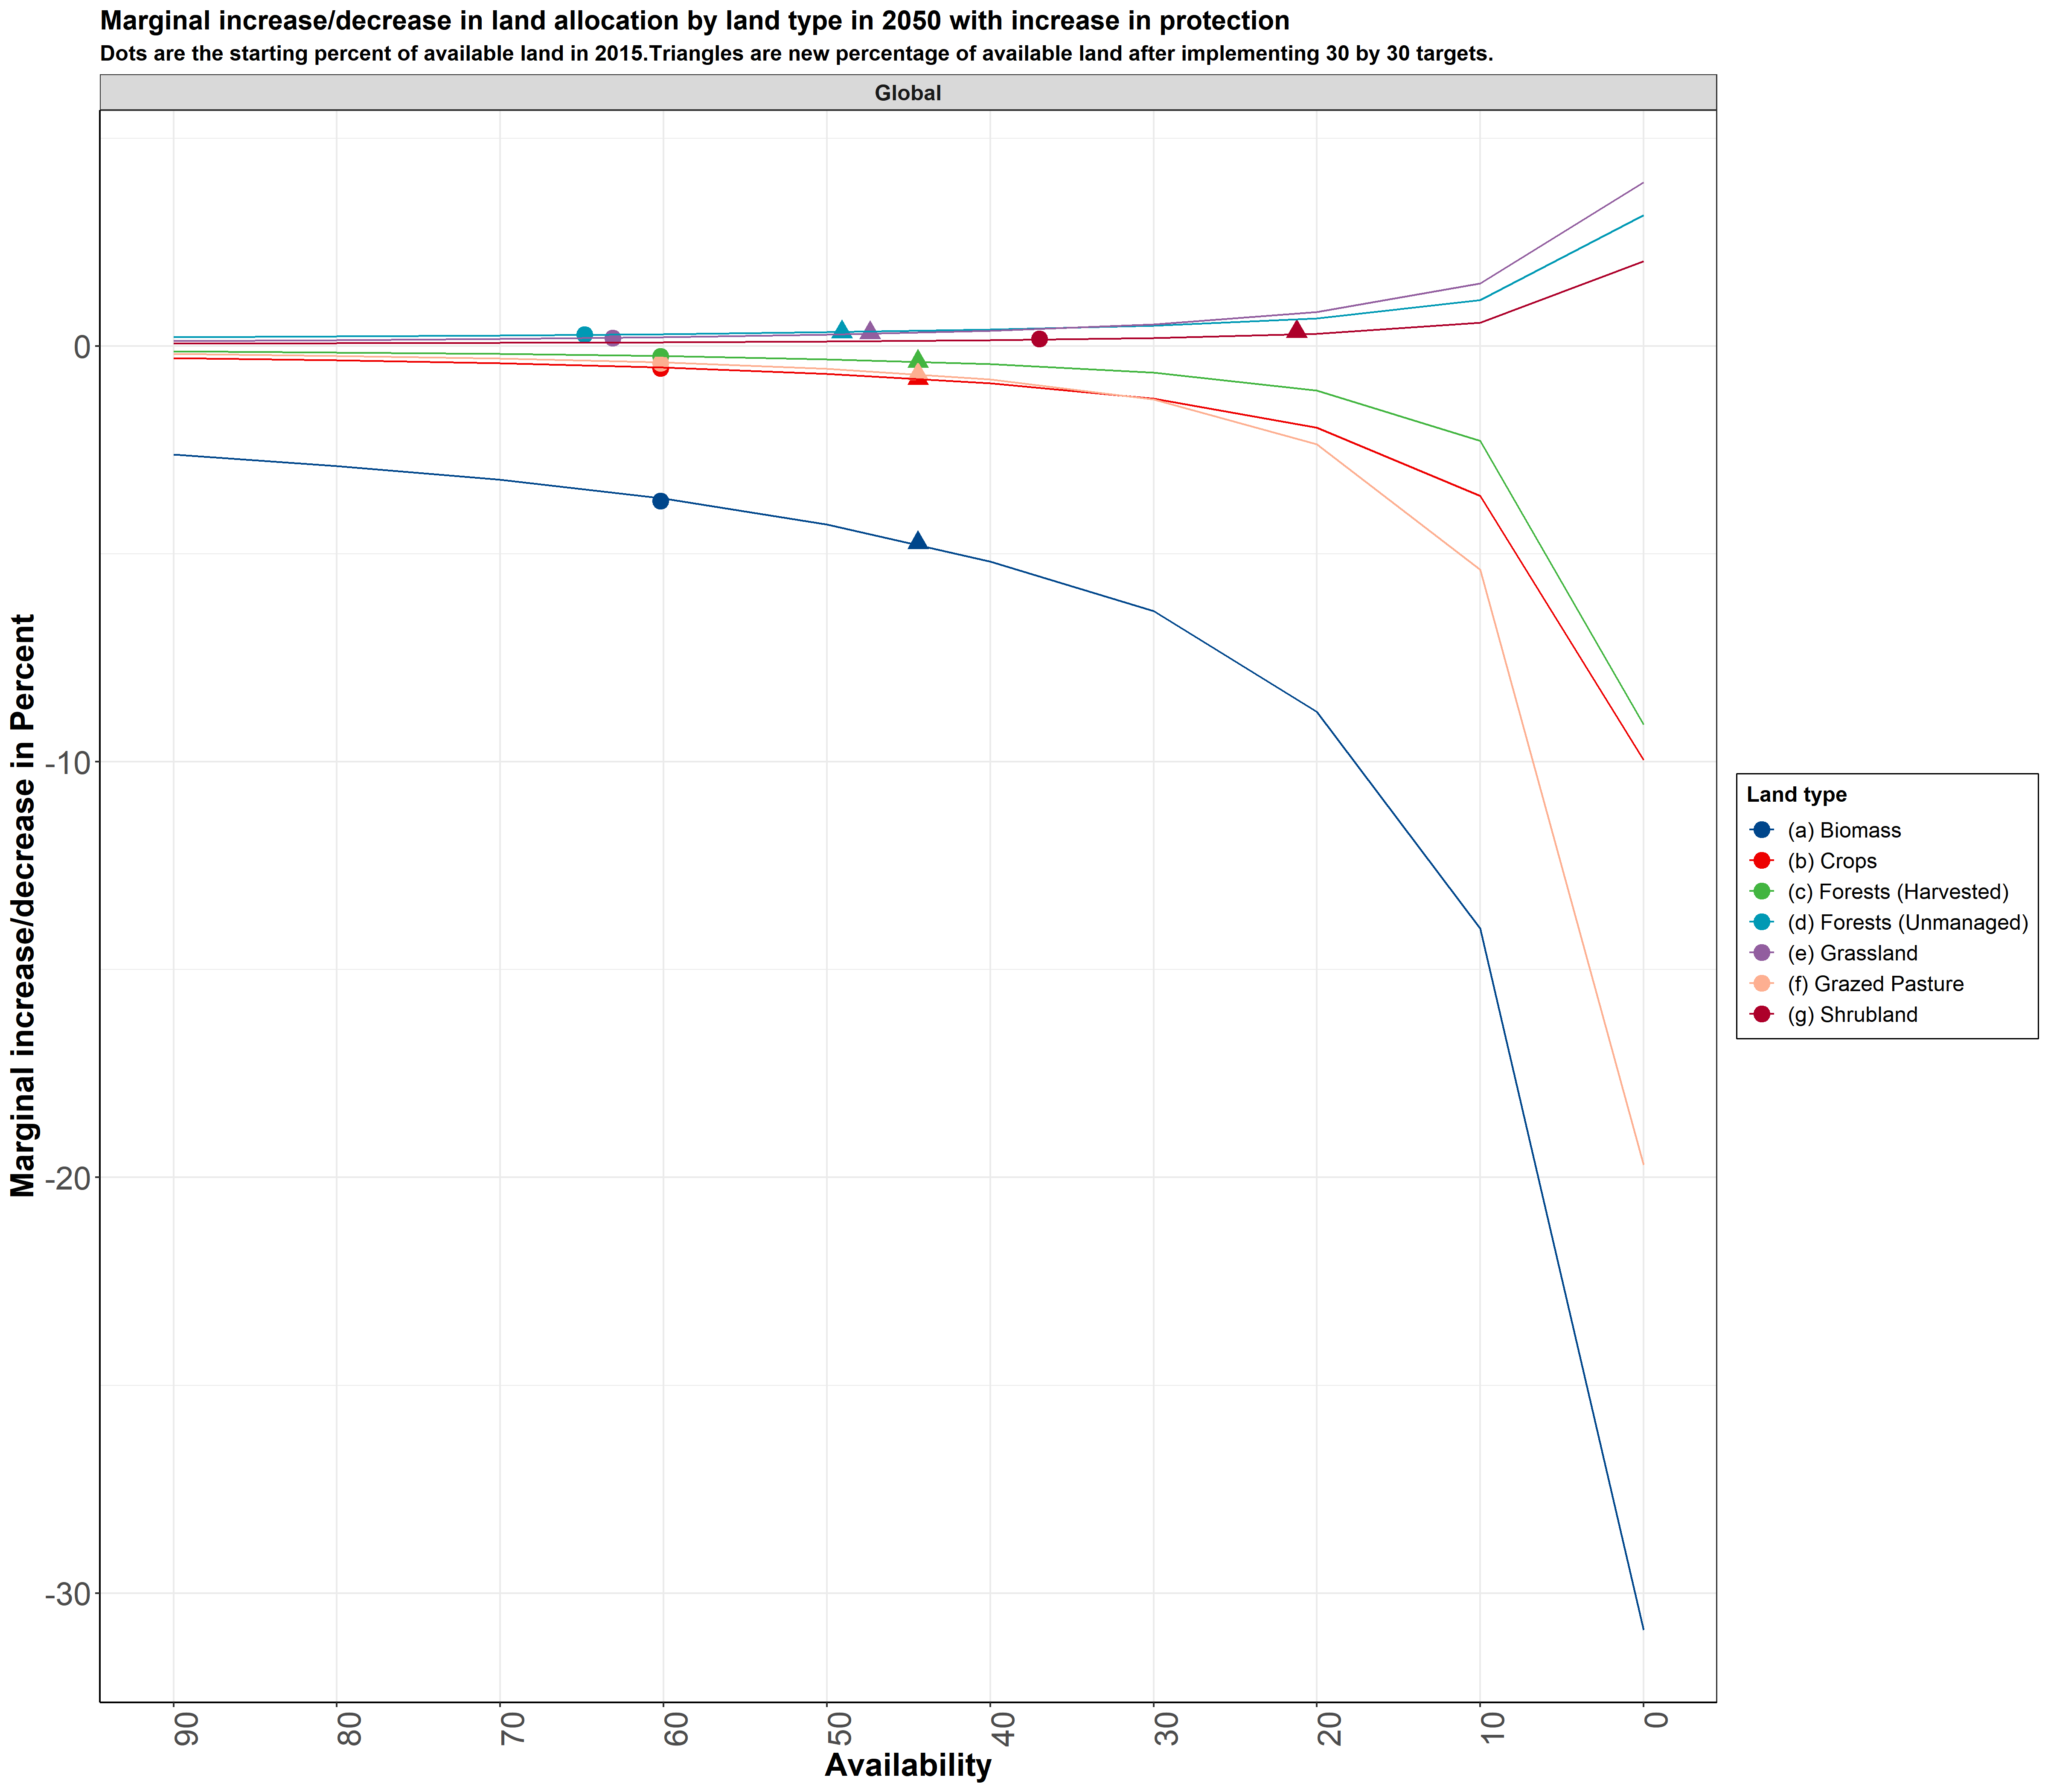 Marginal increase/decrease in land allocation by land type in 2050 with increase in protection
Dots are the starting percent of available land in 2015.Triangles are new percentage of available land after implementing 30 by 30 targets.
Global
Marginal increase/decrease in Percent
0
-10
-20
-30
90
80
70
60
50
40
30
20
10
0
Availability
Land type
(a) Biomass
(b) Crops
(c) Forests (Harvested)
(d) Forests (Unmanaged)
(e) Grassland
(f) Grazed Pasture
(g) Shrubland